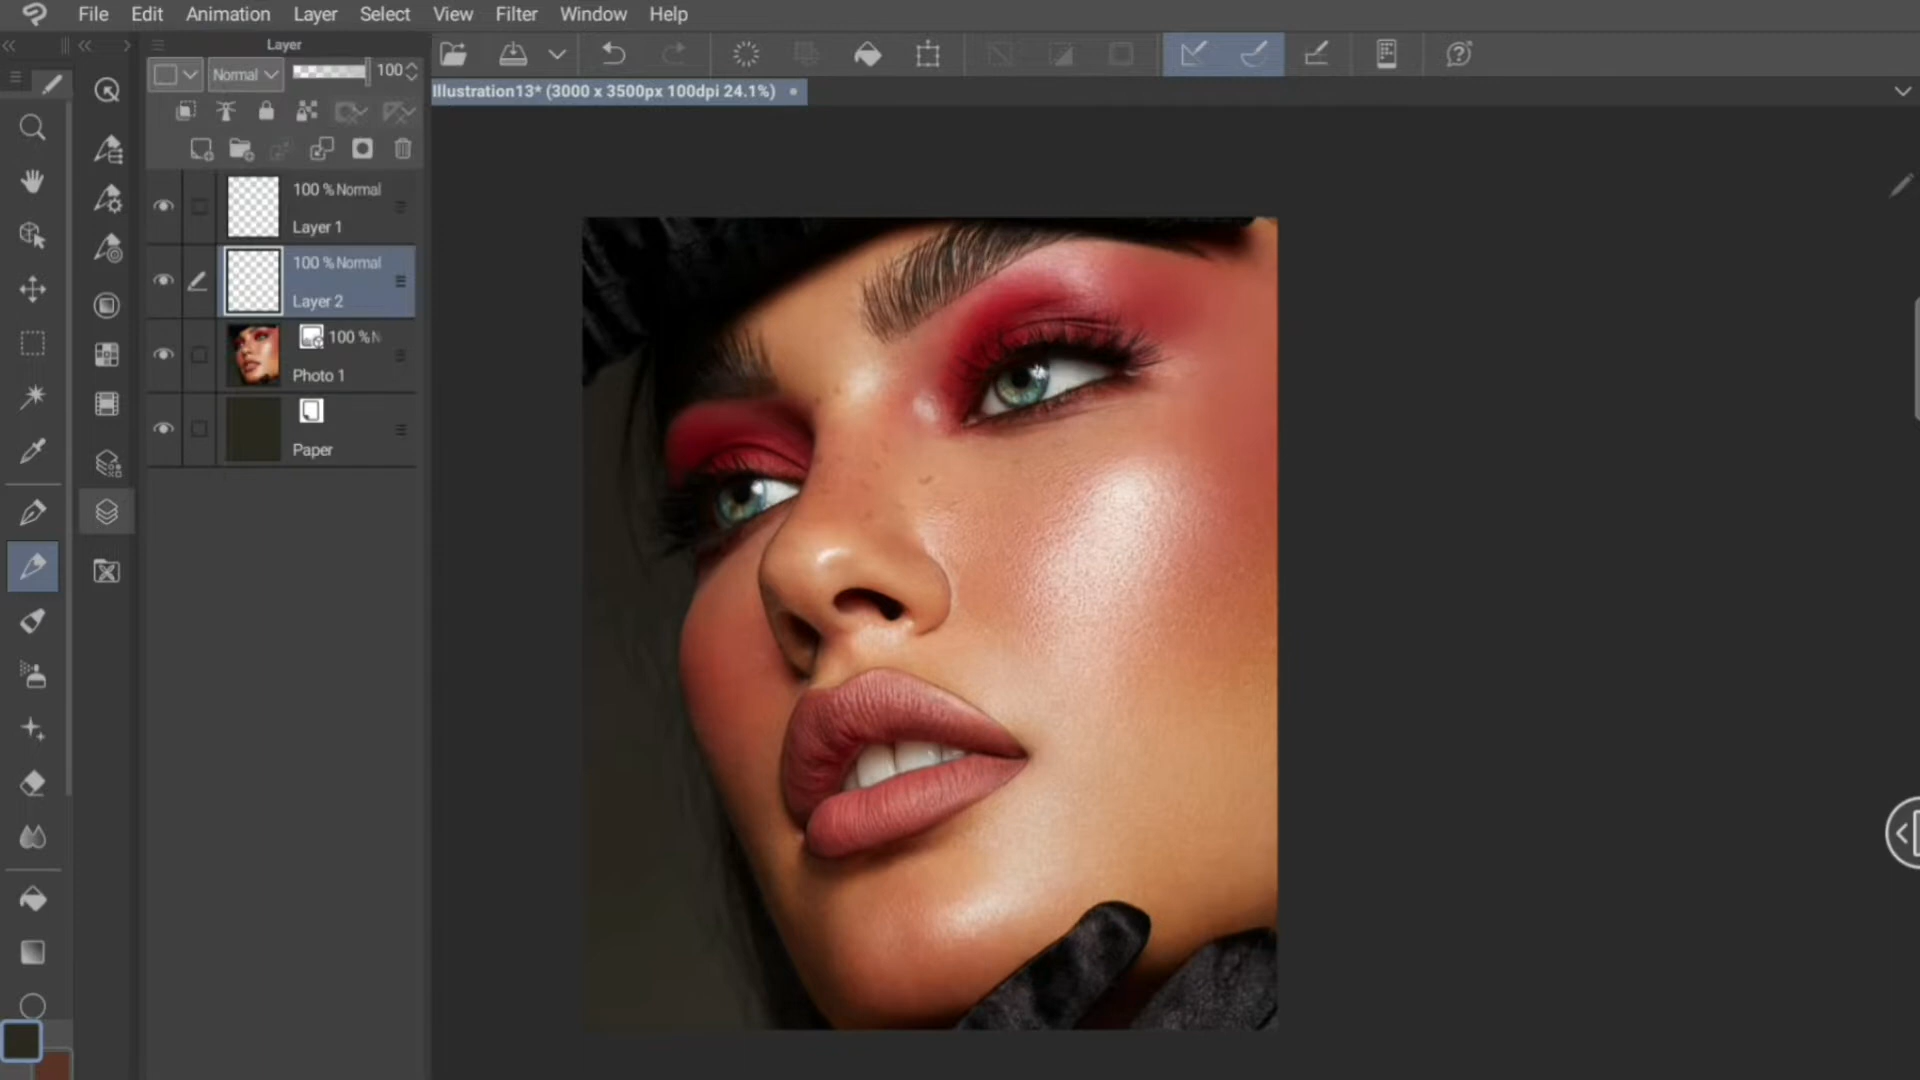 File Edit Animation Layer Select View Filter Window Help
Layer
Normal 100
Illustration13* (3000 x 3500px 100dpi 24.1%)
100 % Normal
Layer 1
100 % Normal
Layer 2
100 % N
Photo 1
Paper